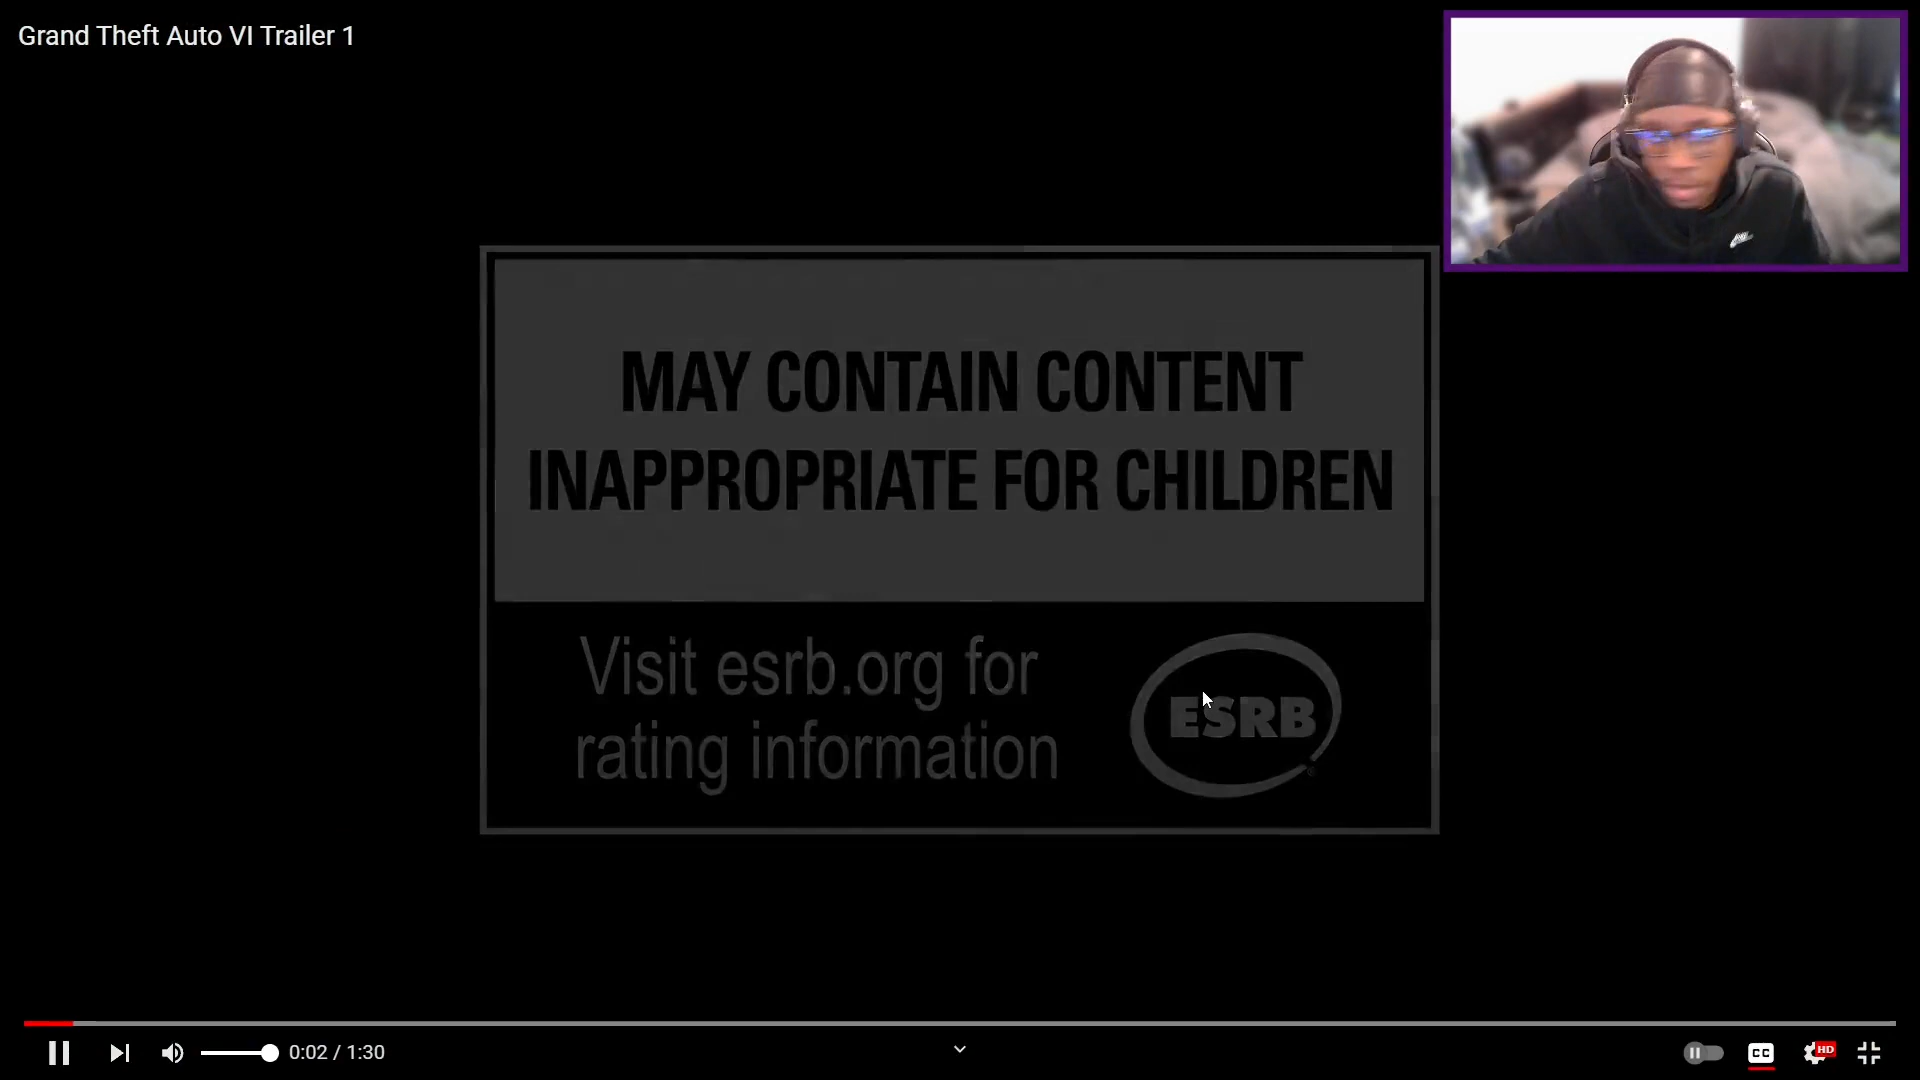 Grand Theft Auto VI Trailer 1
MAY CONTAIN CONTENT
INAPPROPRIATE FOR CHILDREN
Visit esrb.org for
rating information
ESRB
0:02 / 1:30
CC
HD